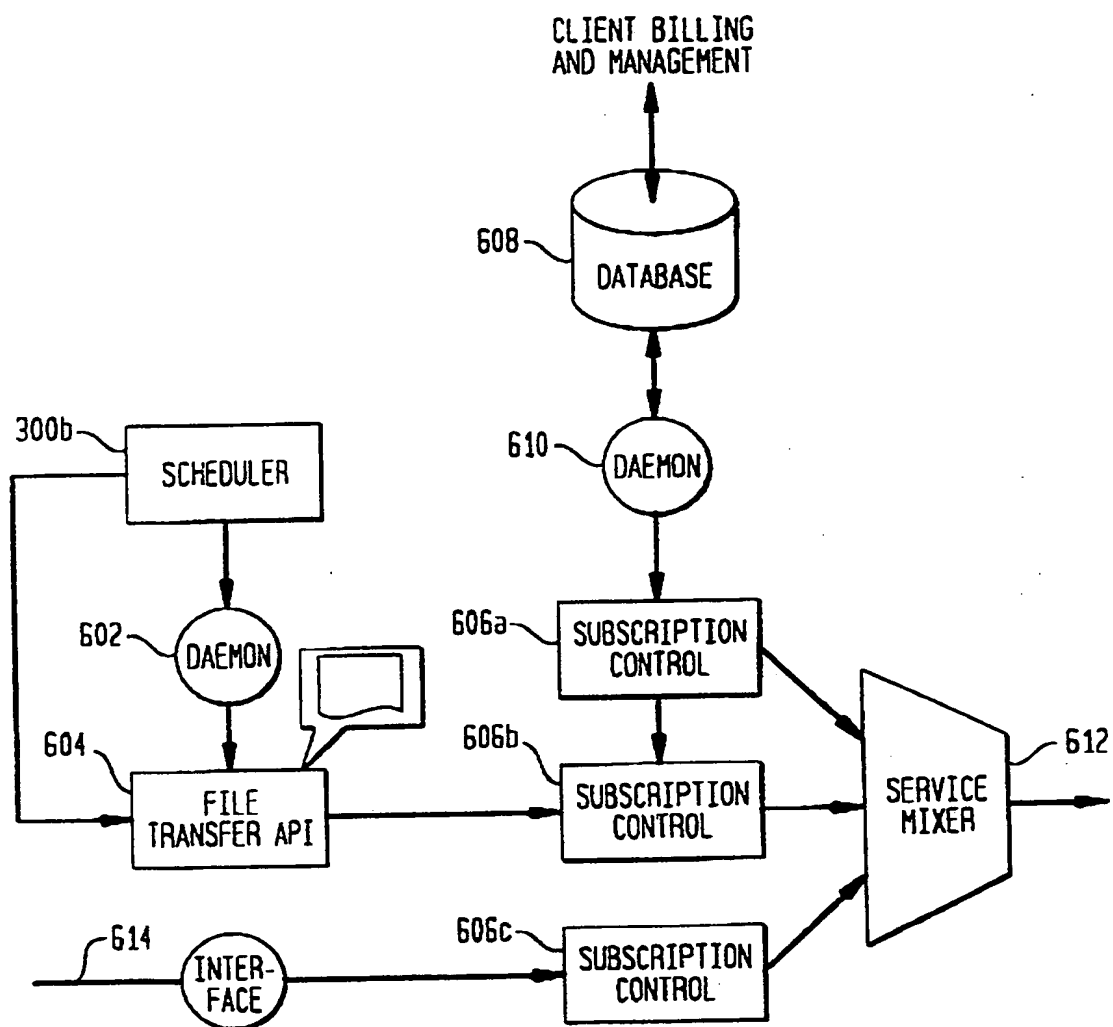 CLIENT BILLING
AND MANAGEMENT
608
DATABASE
300b
SCHEDULER
610
DAEMON
602
DAEMON
606a
SUBSCRIPTION
CONTROL
604
FILE
TRANSFER API
606b
SUBSCRIPTION
CONTROL
612
SERVICE
MIXER
614
INTER-
FACE
606c
SUBSCRIPTION
CONTROL